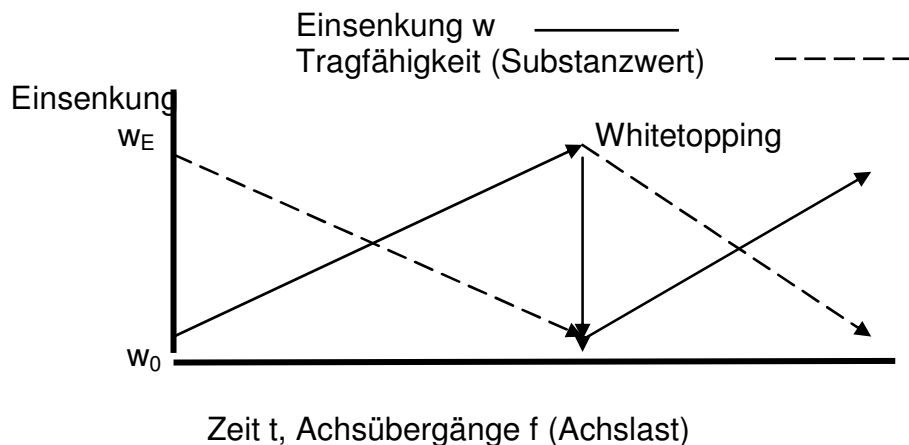 Einsenkung w
Tragfähigkeit (Substanzwert)
Einsenkung
wE
Whitetopping
w0
Zeit t, Achsübergänge f (Achslast)